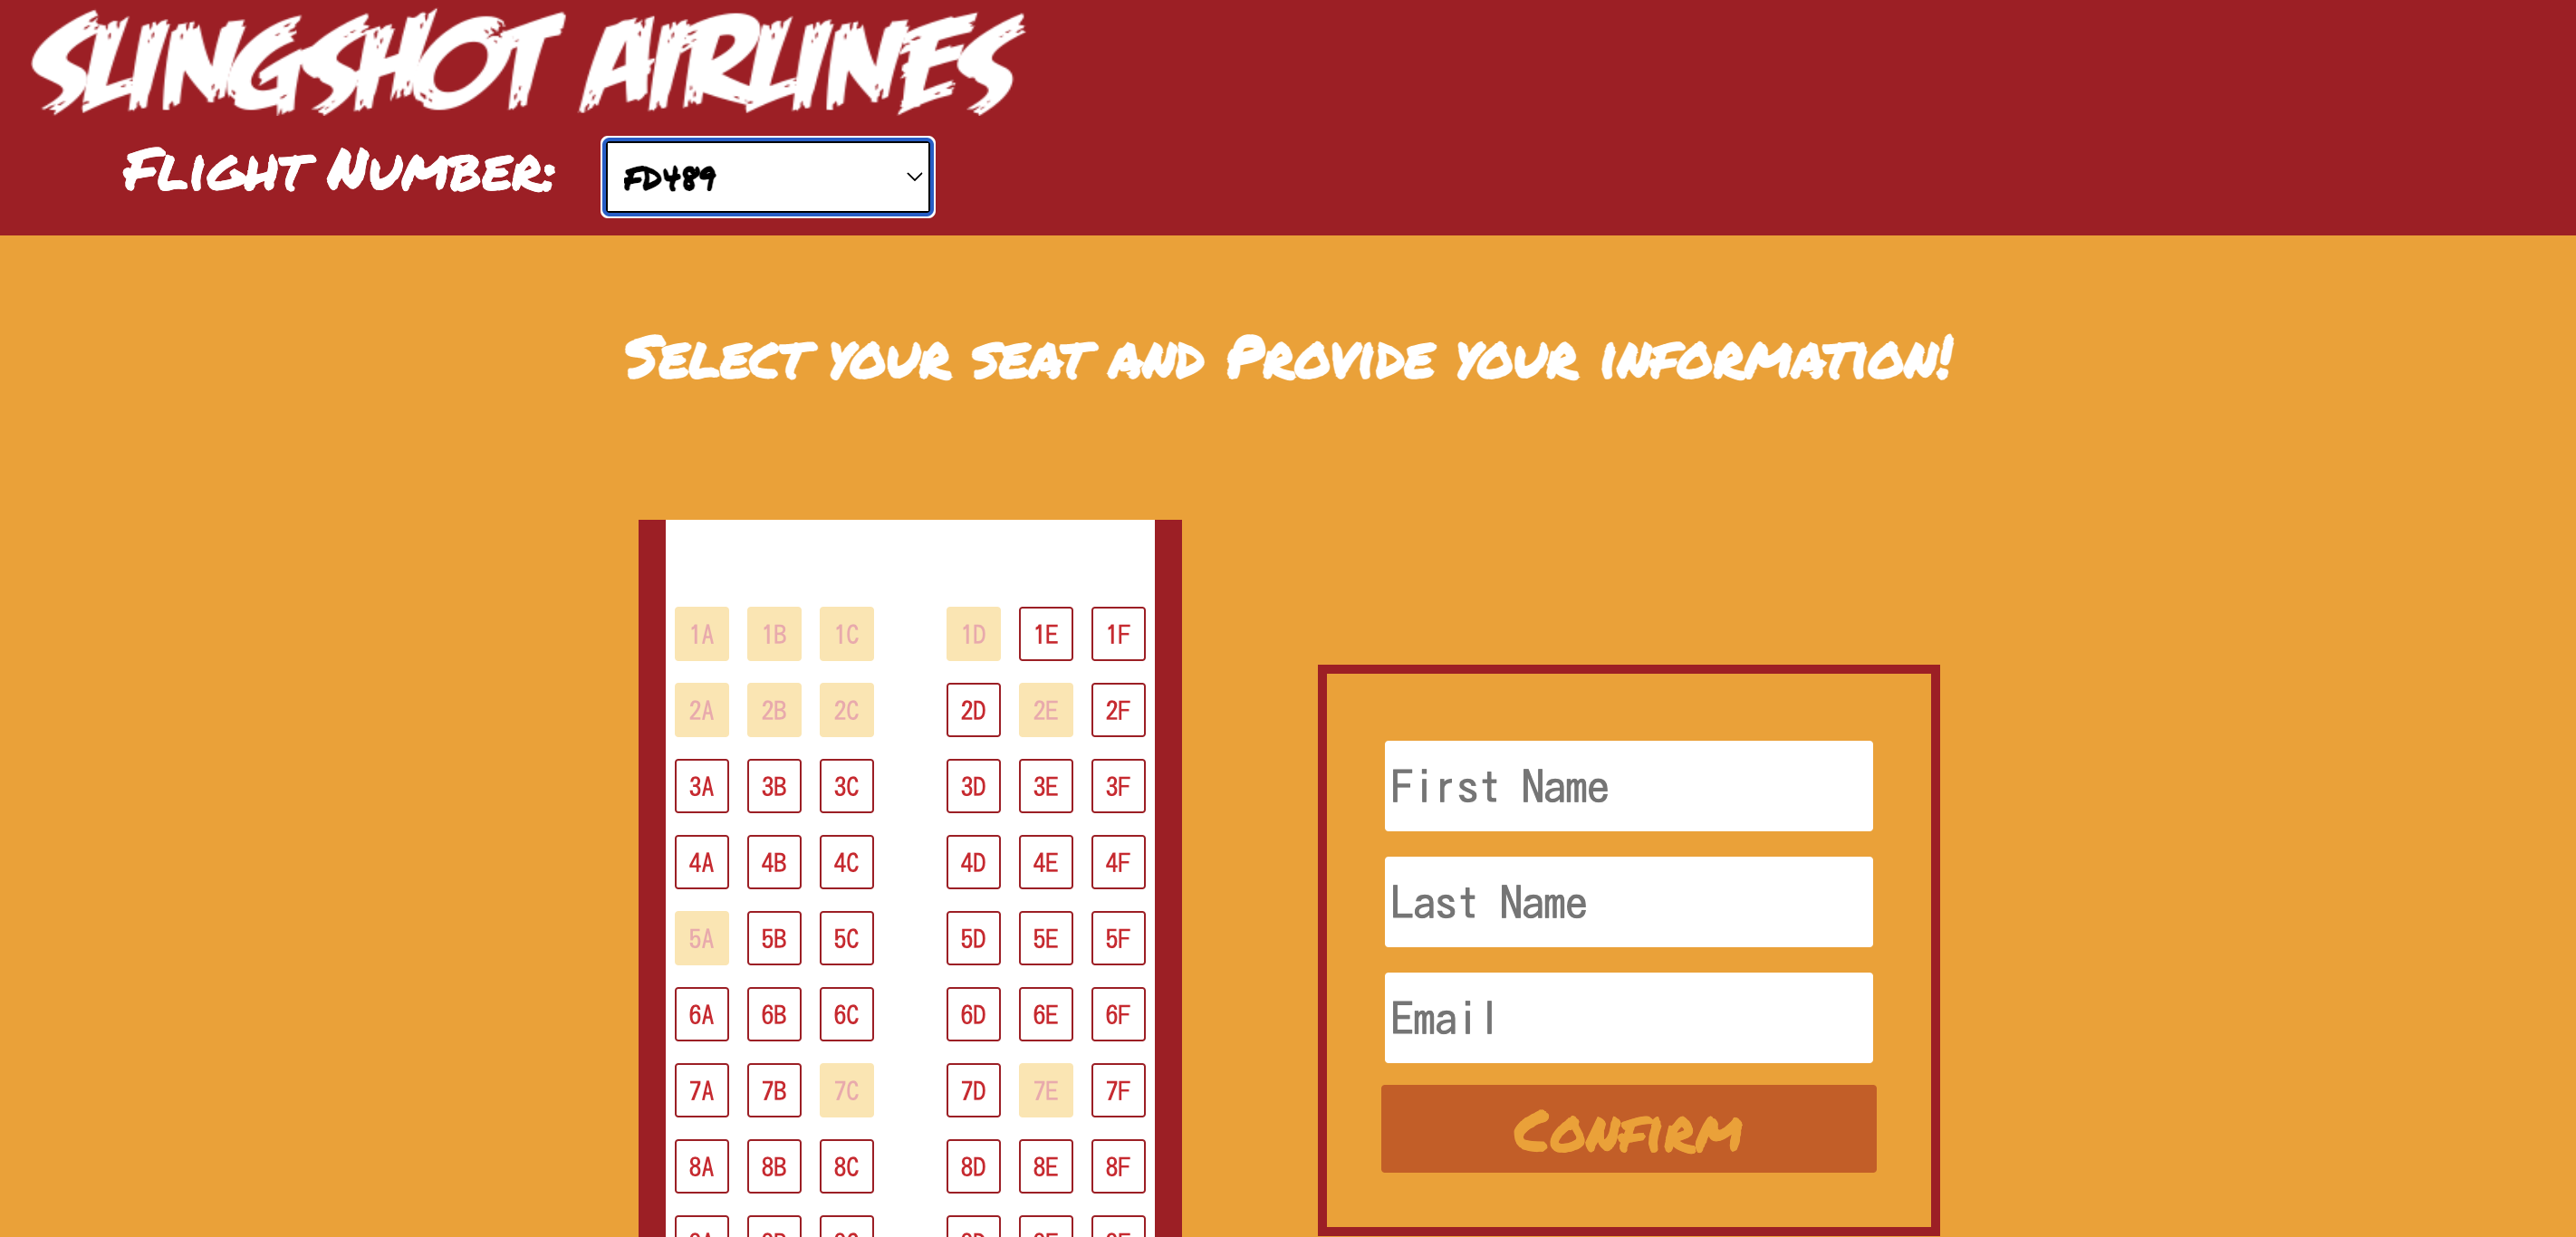 SLINGSHOT AIRLINES
Flight Number: FD489
Select your seat and Provide your information!
1A 1B 1C 1D 1E 1F
2A 2B 2C 2D 2E 2F
3A 3B 3C 3D 3E 3F
4A 4B 4C 4D 4E 4F
5A 5B 5C 5D 5E 5F
6A 6B 6C 6D 6E 6F
7A 7B 7C 7D 7E 7F
8A 8B 8C 8D 8E 8F
First Name
Last Name
Email
Confirm